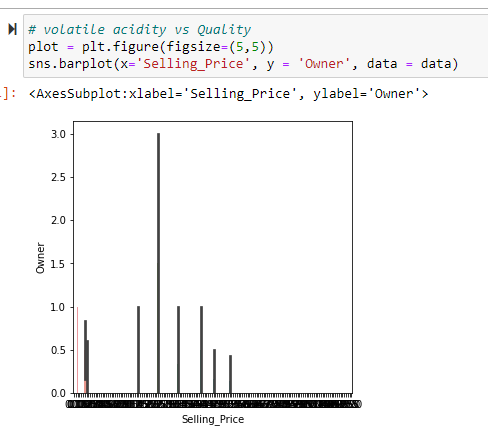 # volatile acidity vs Quality
plot = plt.figure(figsize=(5,5))
sns.barplot(x='Selling_Price', y = 'Owner', data = data)
]: <AxesSubplot:xlabel='Selling_Price', ylabel='Owner'>
3.0
2.5
2.0
1.5
1.0
0.5
0.0
Owner
Selling_Price